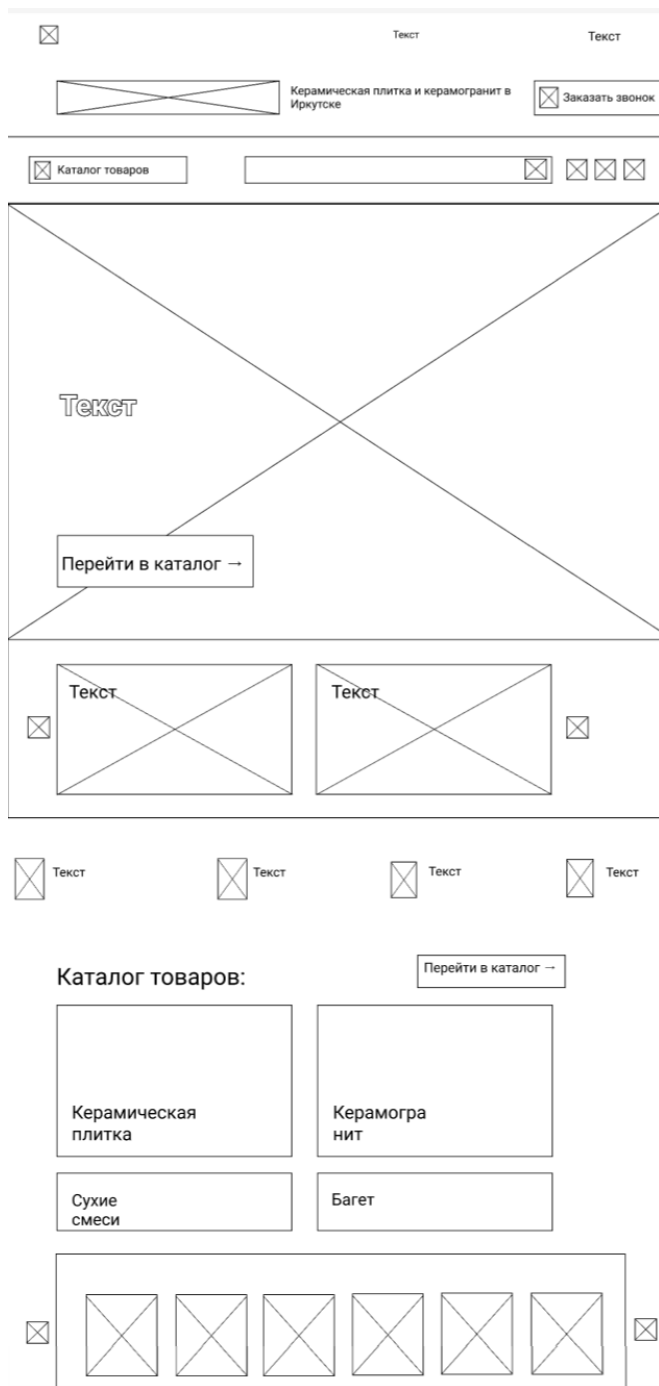 Текст
Текст
Керамическая плитка и керамогранит в
Иркутске
Заказать звонок
Каталог товаров
Текст
Перейти в каталог →
Текст
Текст
Текст
Текст
Текст
Текст
Каталог товаров:
Перейти в каталог →
Керамическая
плитка
Керамогра
нит
Сухие
смеси
Багет